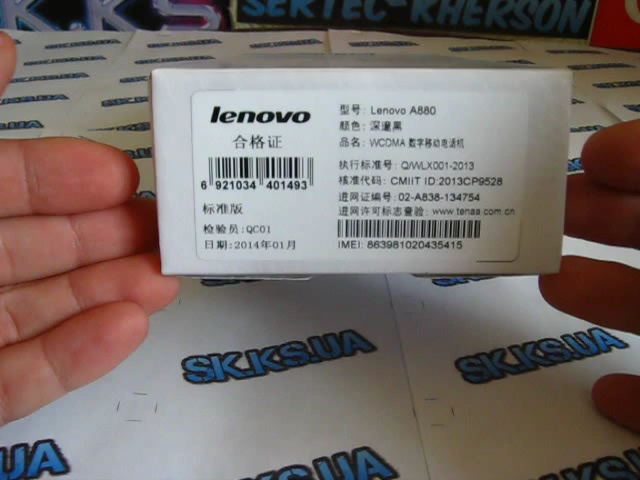 SERTEC-KHERSON
SK.KS
lenovo
合格证
6 921034 401493
标准版
检验员:QC01
日期:2014年01月
型号: Lenovo A880
颜色: 深邃黑
品名: WCDMA 数字移动电话机
执行标准号: Q/WLX001-2013
核准代码: CMIIT ID:2013CP9528
进网证编号: 02-A838-134754
进网许可标志查验: www.tenaa.com.cn
IMEI: 863981020435415
SK.KS.UA
SK.KS.UA
UA